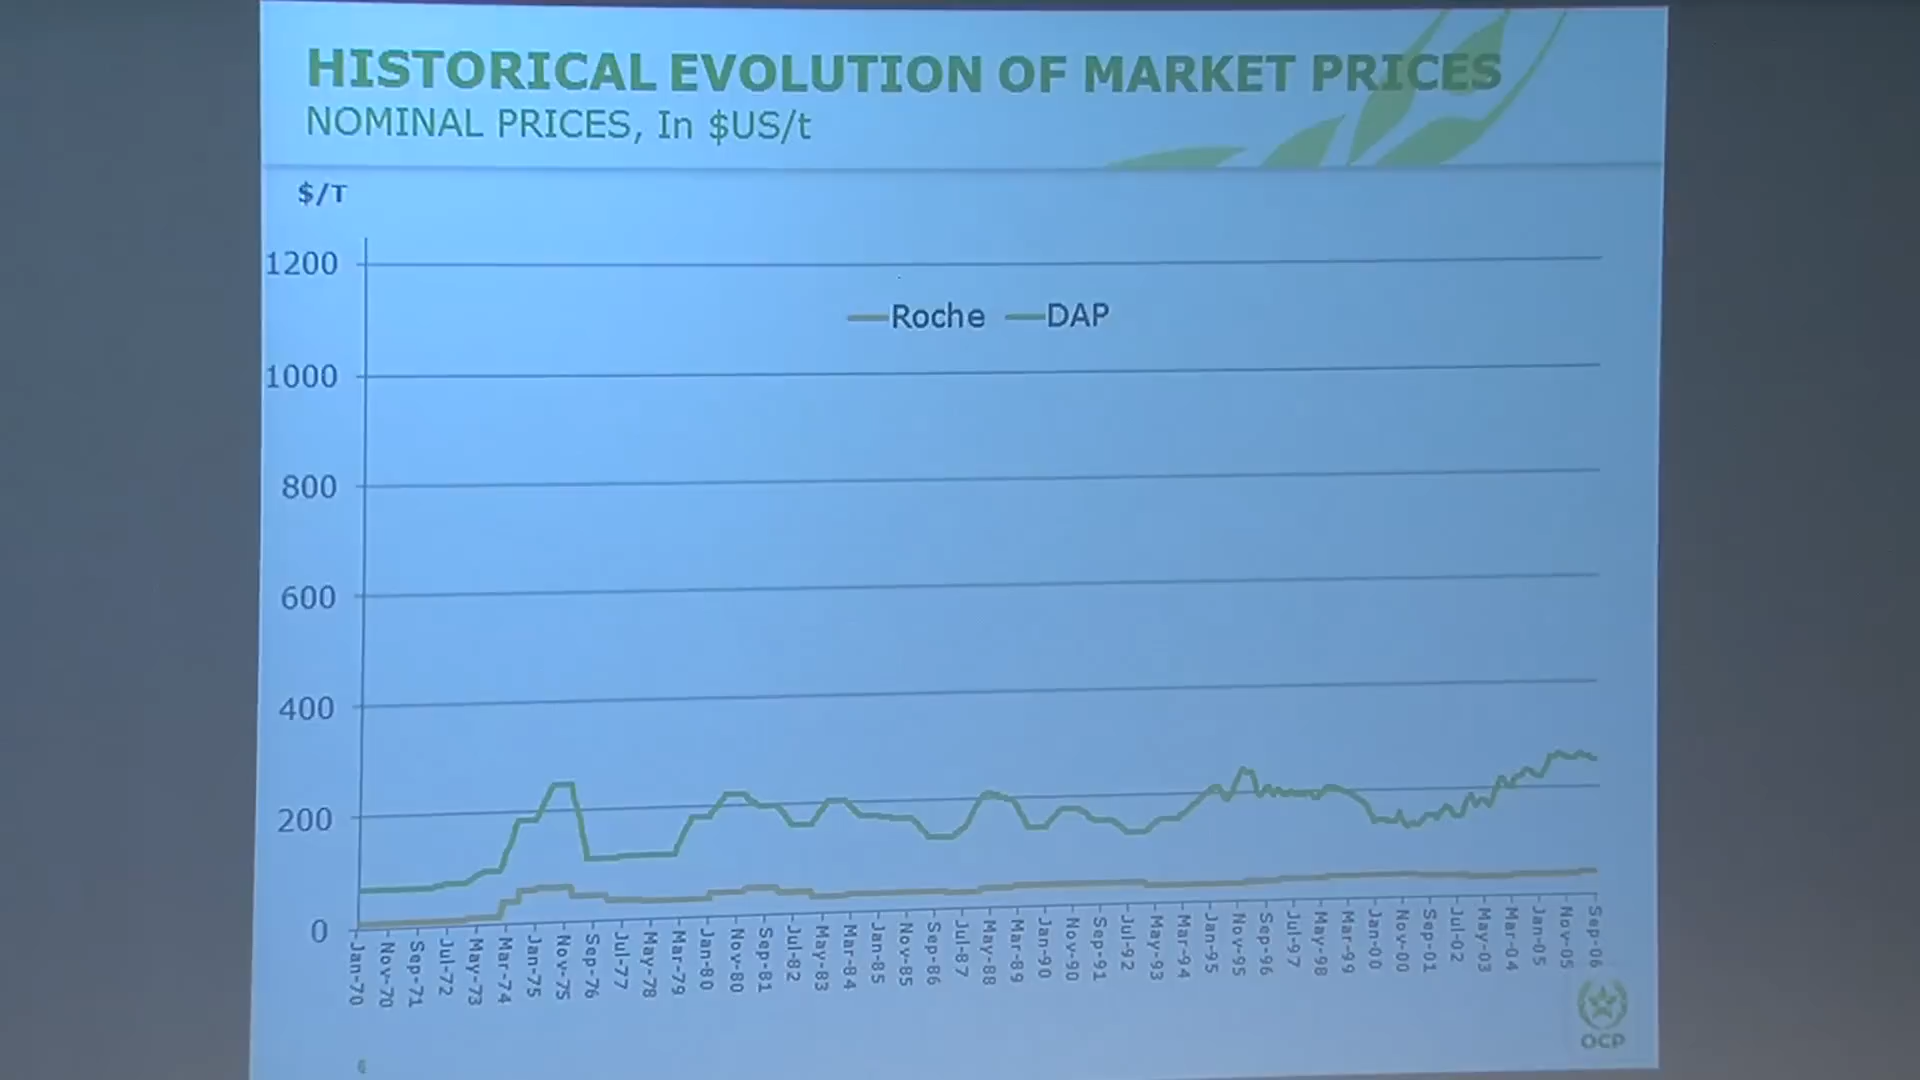 HISTORICAL EVOLUTION OF MARKET PRICES
NOMINAL PRICES, In $US/t
$/T
1200
Roche DAP
1000
800
600
400
200
0
Jan-70 Nov-70 Sep-71 Jul-72 May-73 Mar-74 Jan-75 Nov-75 Sep-76 Jul-77 May-78 Mar-79 Jan-80 Nov-80 Sep-81 Jul-82 May-83 Mar-84 Jan-85 Nov-85 Sep-86 Jul-87 May-88 Mar-89 Jan-90 Nov-90 Sep-91 Jul-92 May-93 Mar-94 Jan-95 Nov-95 Sep-96 Jul-97 May-98 Mar-99 Jan-00 Nov-00 Sep-01 Jul-02 May-03 Mar-04 Jan-05 Nov-05 Sep-06
OCP